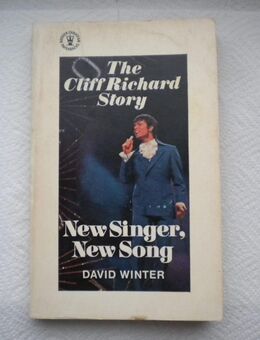 The
Cliff Richard
Story
New Singer,
New Song
DAVID WINTER